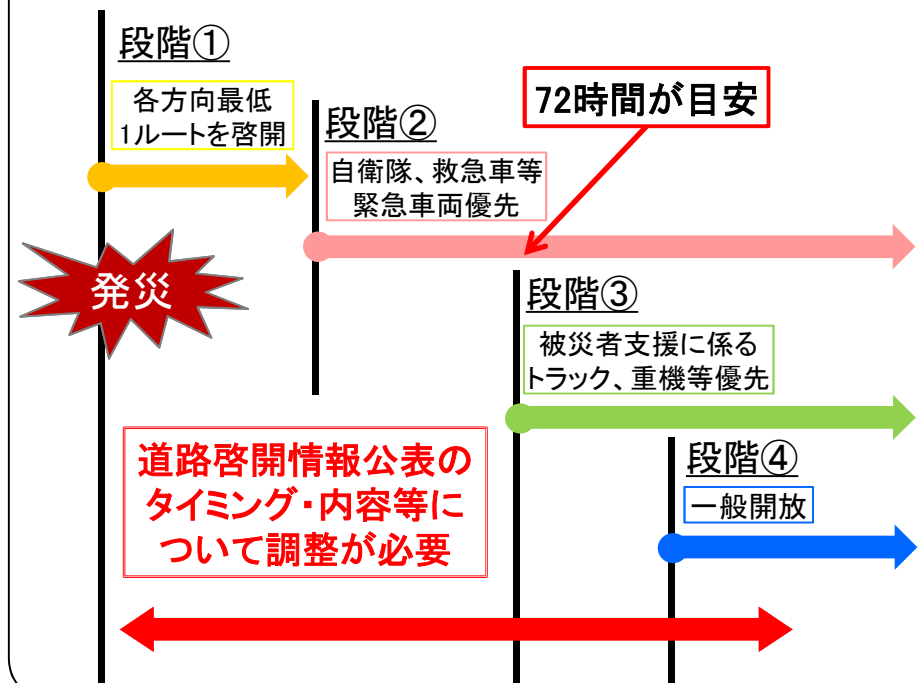 段階①
各方向最低
1ルートを啓開
段階②
自衛隊、救急車等
緊急車両優先
72時間が目安
発災
段階③
被災者支援に係る
トラック、重機等優先
道路啓開情報公表の
タイミング・内容等に
ついて調整が必要
段階④
一般開放